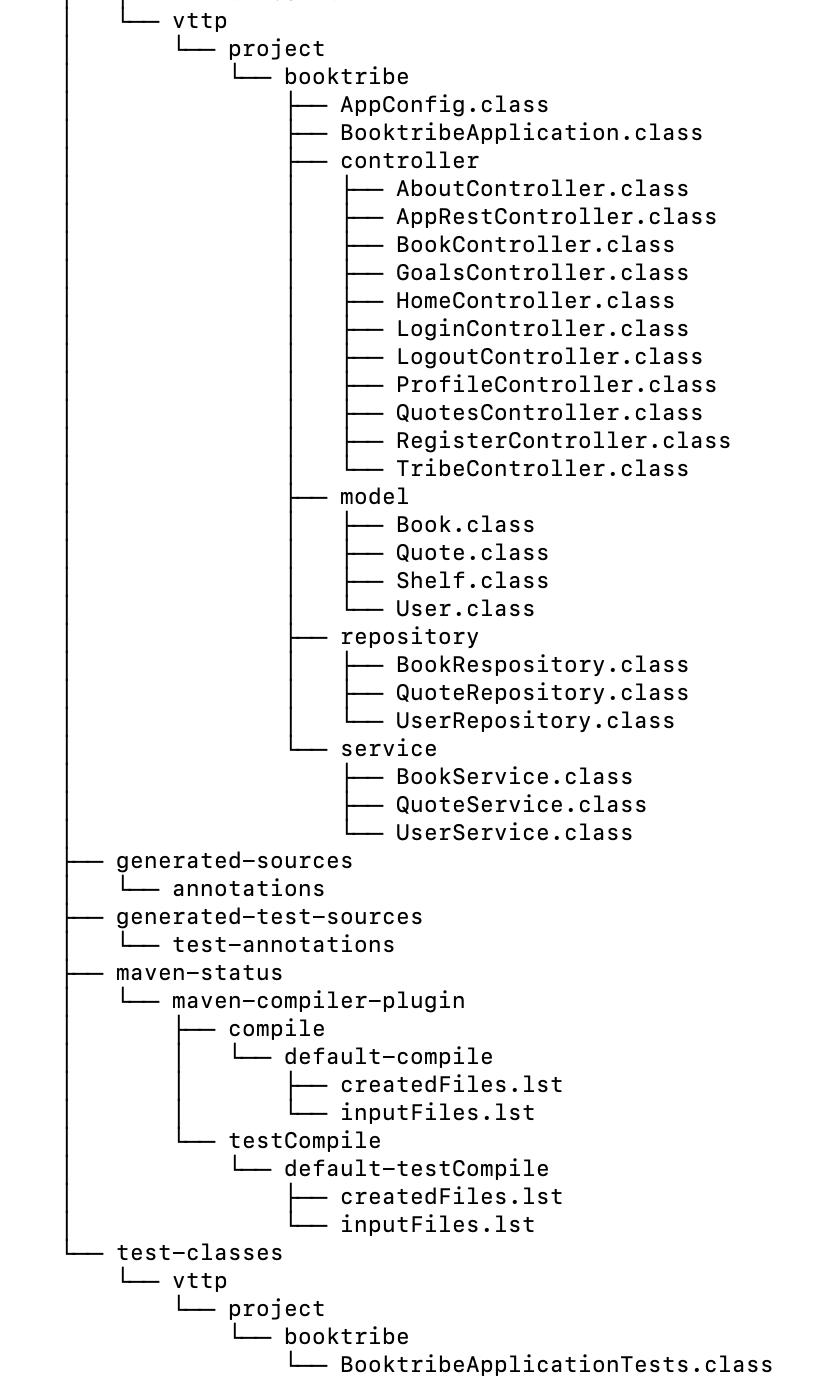 vttp
project
booktribe
AppConfig.class
BooktribeApplication.class
controller
AboutController.class
AppRestController.class
BookController.class
GoalsController.class
HomeController.class
LoginController.class
LogoutController.class
ProfileController.class
QuotesController.class
RegisterController.class
TribeController.class
model
Book.class
Quote.class
Shelf.class
User.class
repository
BookRespository.class
QuoteRepository.class
UserRepository.class
service
BookService.class
QuoteService.class
UserService.class
generated-sources
annotations
generated-test-sources
test-annotations
maven-status
maven-compiler-plugin
compile
default-compile
createdFiles.lst
inputFiles.lst
testCompile
default-testCompile
createdFiles.lst
inputFiles.lst
test-classes
vttp
project
booktribe
BooktribeApplicationTests.class